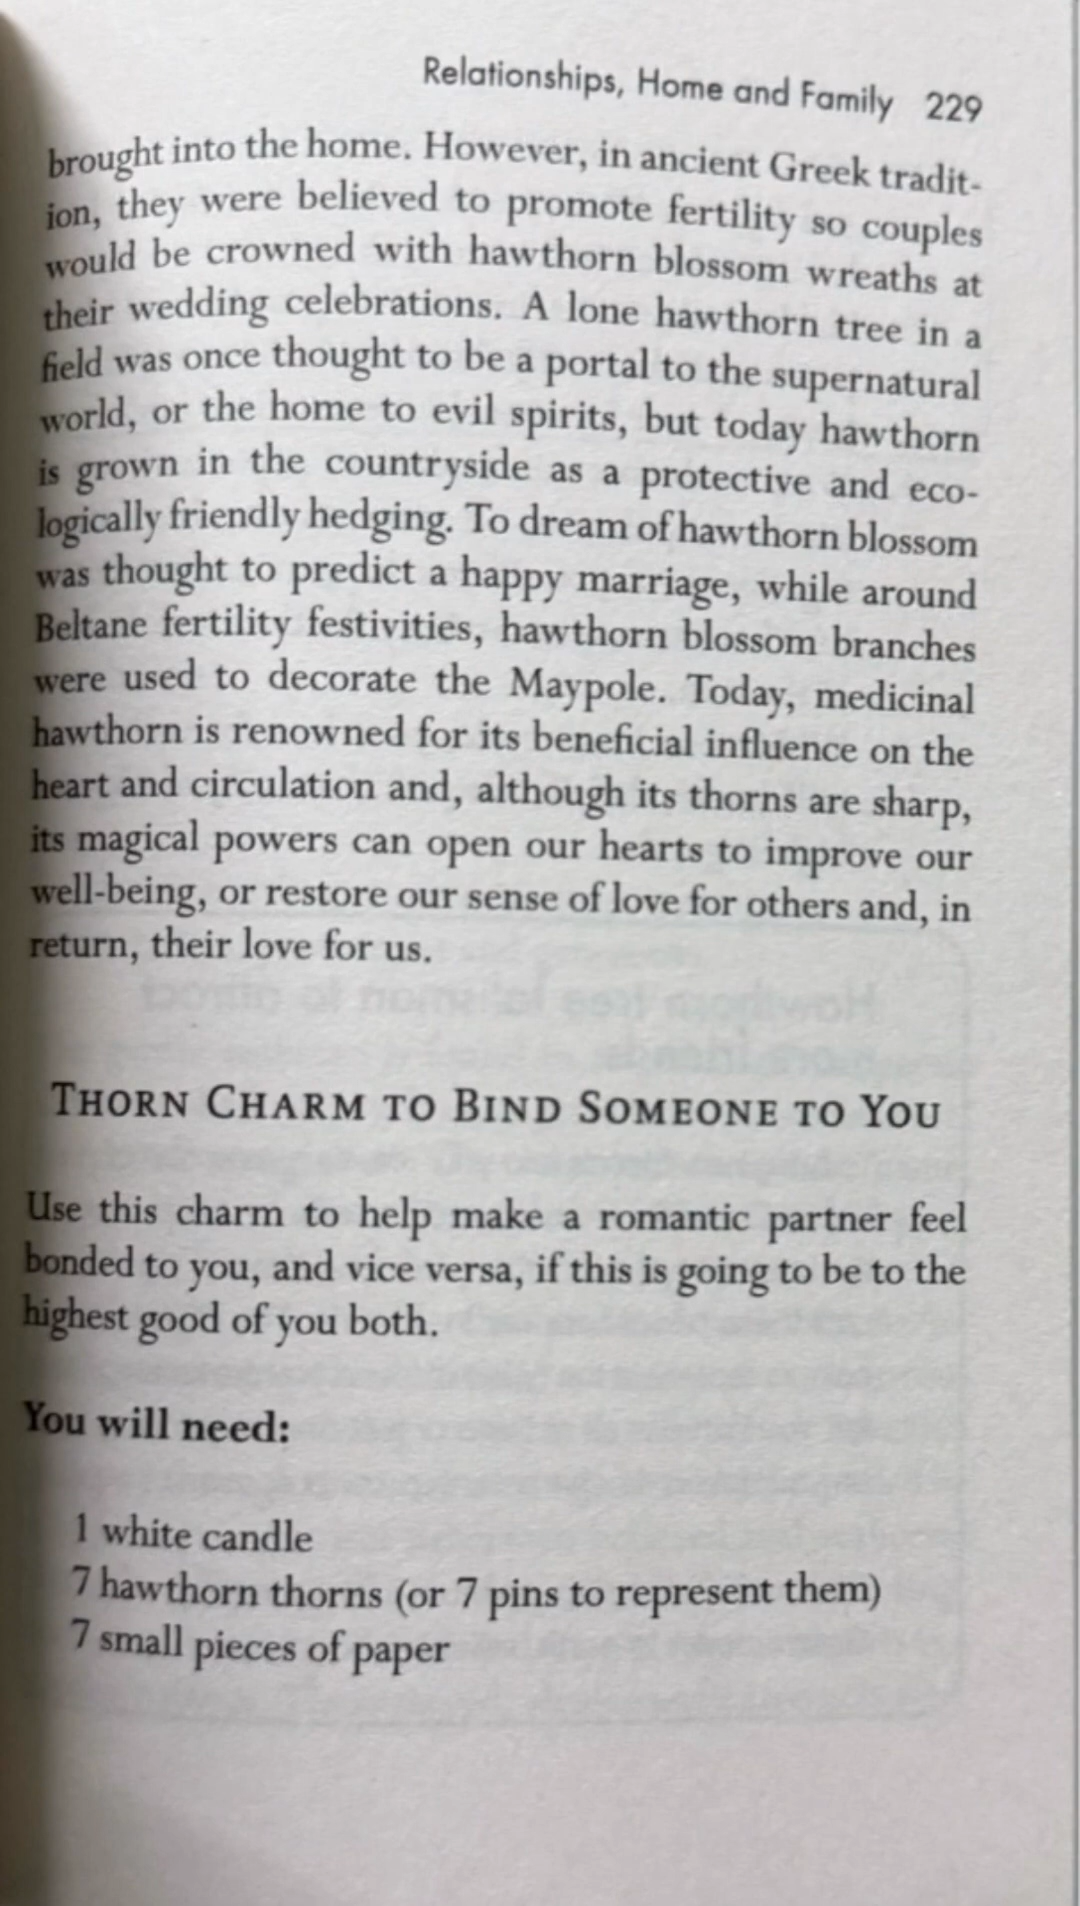 Relationships, Home and Family 229
brought into the home. However, in ancient Greek tradit-
ion, they were believed to promote fertility so couples
would be crowned with hawthorn blossom wreaths at
their wedding celebrations. A lone hawthorn tree in a
field was once thought to be a portal to the supernatural
world, or the home to evil spirits, but today hawthorn
is grown in the countryside as a protective and eco-
logically friendly hedging. To dream of hawthorn blossom
was thought to predict a happy marriage, while around
Beltane fertility festivities, hawthorn blossom branches
were used to decorate the Maypole. Today, medicinal
hawthorn is renowned for its beneficial influence on the
heart and circulation and, although its thorns are sharp,
its magical powers can open our hearts to improve our
well-being, or restore our sense of love for others and, in
return, their love for us.
THORN CHARM TO BIND SOMEONE TO YOU
Use this charm to help make a romantic partner feel
bonded to you, and vice versa, if this is going to be to the
highest good of you both.
You will need:
1 white candle
7 hawthorn thorns (or 7 pins to represent them)
7 small pieces of paper